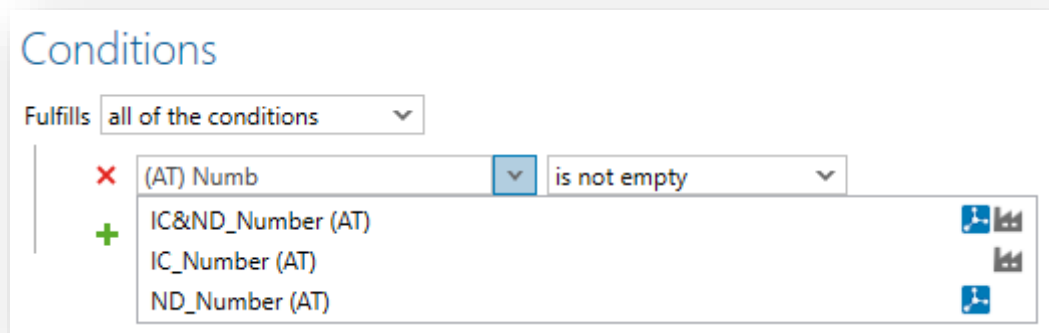 Conditions
Fulfills all of the conditions
(AT) Numb is not empty
IC&ND_Number (AT)
IC_Number (AT)
ND_Number (AT)